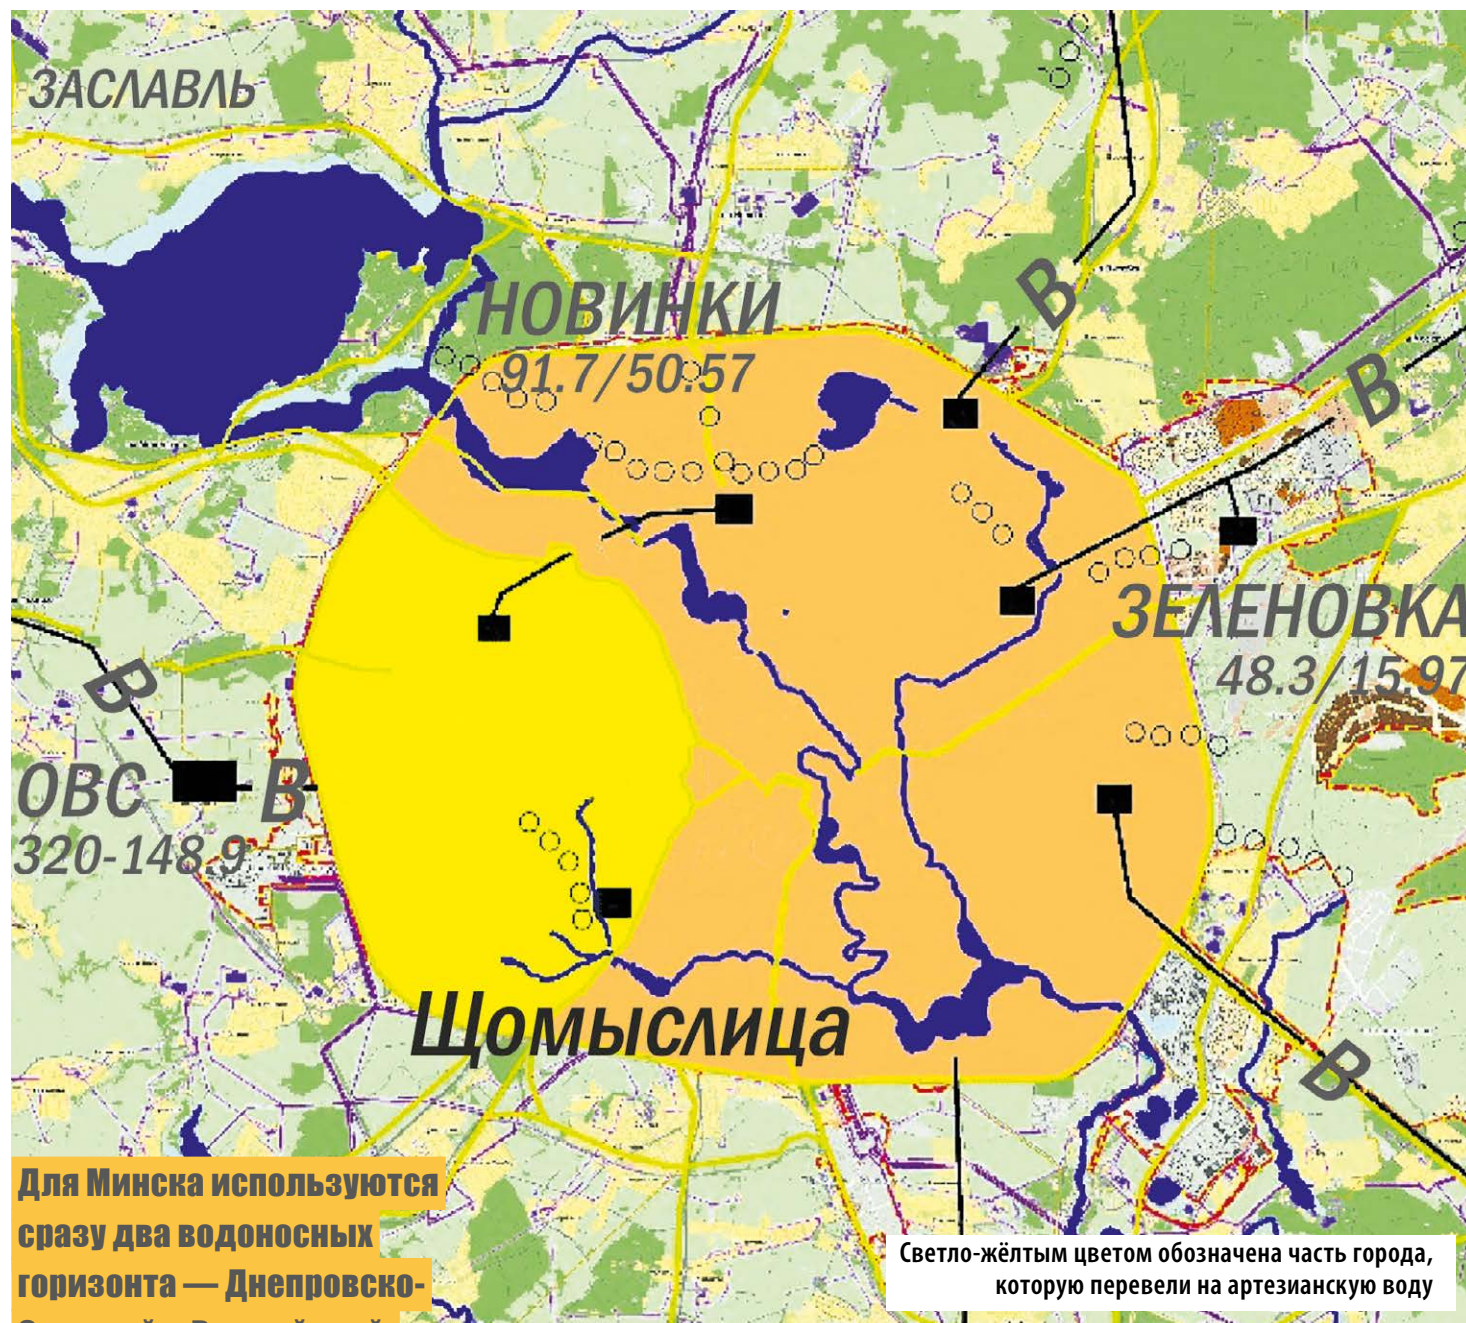 ЗАСЛАВЛЬ
НОВИНКИ
91.7/50.57
В
В
ЗЕЛЕНОВКА
48.3/15.97
В
ОВС
В
320-148.9
Щомыслица
В
Для Минска используются
сразу два водоносных
горизонта — Днепровско-
Светло-жёлтым цветом обозначена часть города,
которую перевели на артезианскую воду